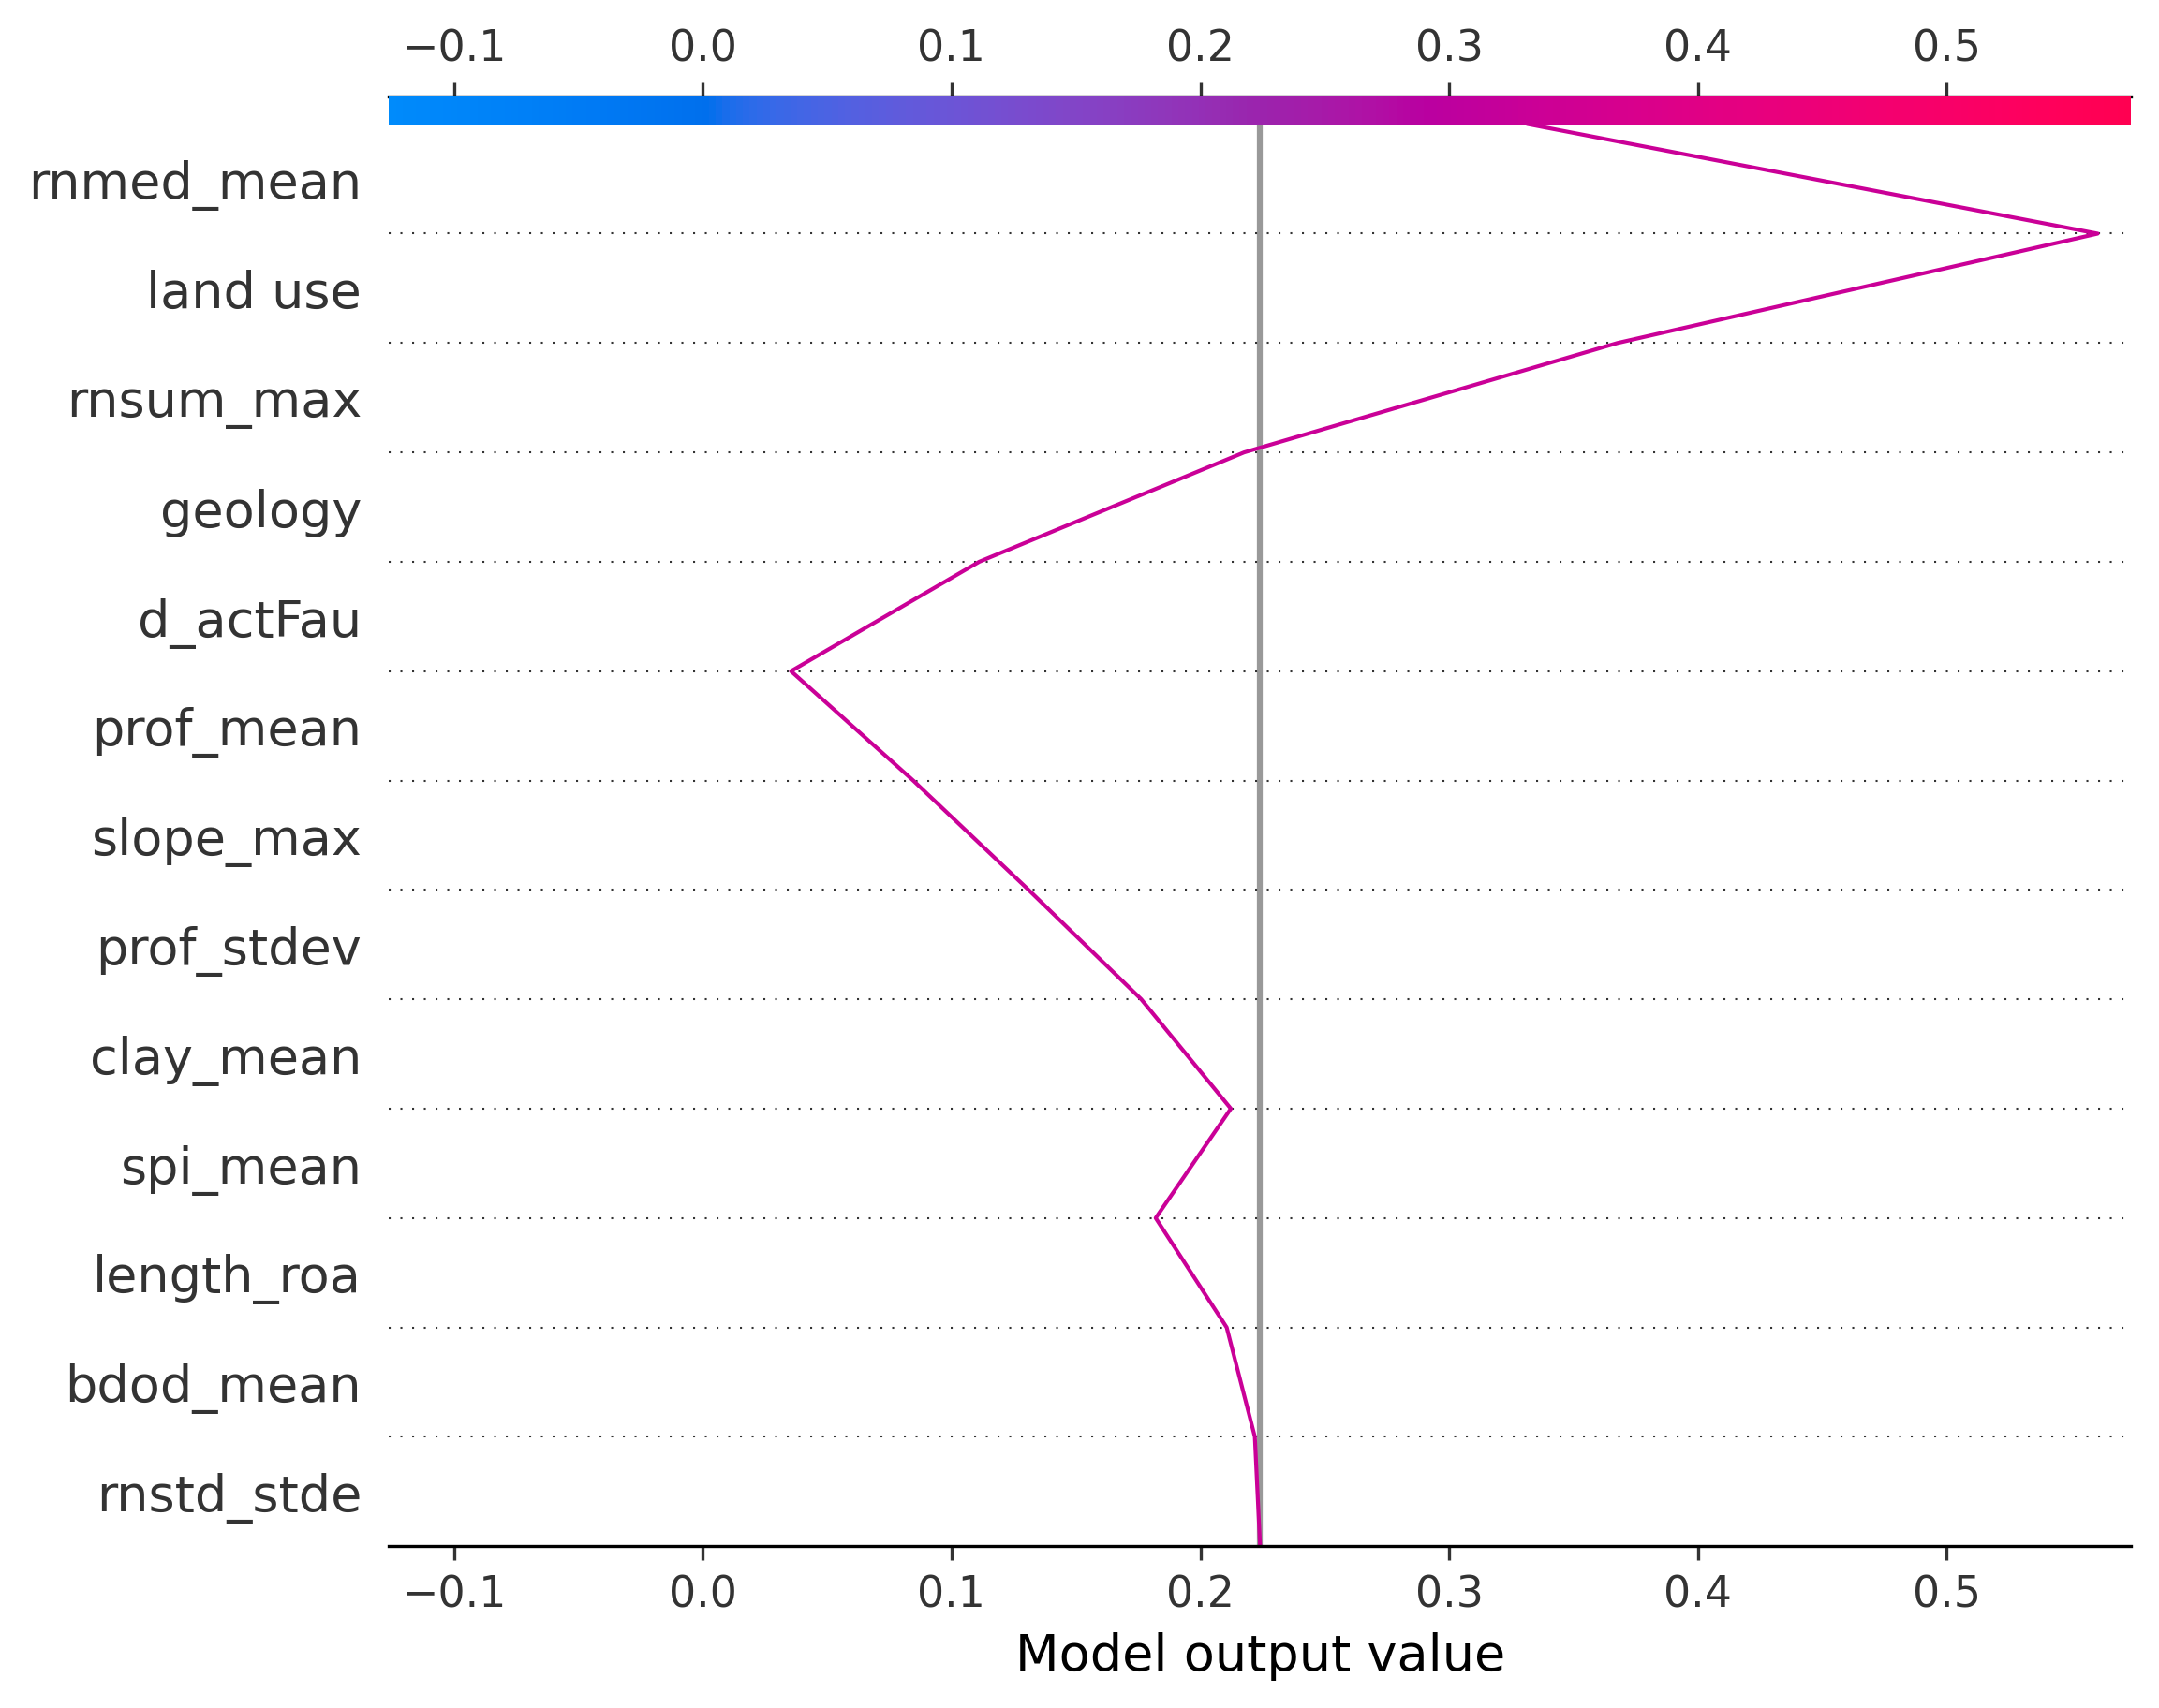 −0.1 0.0 0.1 0.2 0.3 0.4 0.5
rnmed_mean
land use
rnsum_max
geology
d_actFau
prof_mean
slope_max
prof_stdev
clay_mean
spi_mean
length_roa
bdod_mean
rnstd_stde
−0.1 0.0 0.1 0.2 0.3 0.4 0.5
Model output value